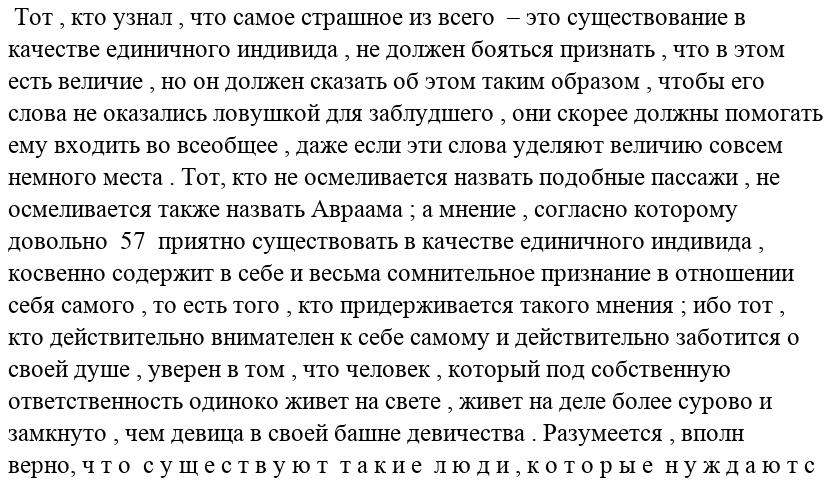 Тот , кто узнал , что самое страшное из всего – это существование в
качестве единичного индивида , не должен бояться признать , что в этом
есть величие , но он должен сказать об этом таким образом , чтобы его
слова не оказались ловушкой для заблудшего , они скорее должны помогать
ему входить во всеобщее , даже если эти слова уделяют величию совсем
немного места . Тот, кто не осмеливается назвать подобные пассажи , не
осмеливается также назвать Авраама ; а мнение , согласно которому
довольно 57 приятно существовать в качестве единичного индивида ,
косвенно содержит в себе и весьма сомнительное признание в отношении
себя самого , то есть того , кто придерживается такого мнения ; ибо тот ,
кто действительно внимателен к себе самому и действительно заботится о
своей душе , уверен в том , что человек , который под собственную
ответственность одиноко живет на свете , живет на деле более сурово и
замкнуто , чем девица в своей башне девичества . Разумеется , вполн
верно, ч т о с у щ е с т в у ю т т а к и е л ю д и , к о т о р ы е н у ж д а ю т с